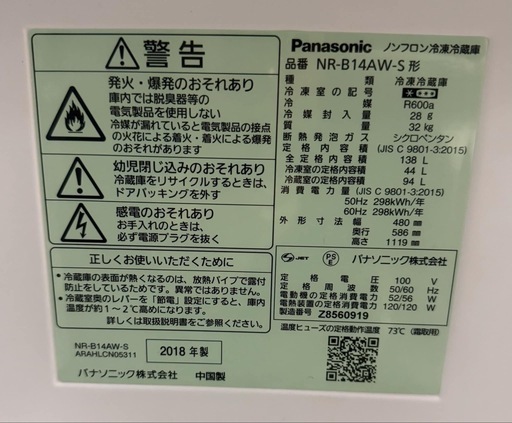 警告
発火・爆発のおそれあり
庫内では脱臭器等の
電気製品を使用しない
冷媒が漏れていると電気製品の接点
の火花による着火・着火による爆発
のおそれあり
幼児閉じ込めのおそれあり
冷蔵庫をリサイクルするときは、
ドアパッキングを外す
感電のおそれあり
お手入れのときは、
必ず電源プラグを抜く
正しくお使いいただくために
・冷蔵庫の表面が熱くなるのは、放熱パイプで露付
防止をしているためです。異常ではありません。
・冷蔵室奥のレバーを「節電」設定にすると、庫内
温度が約1～2℃高めになります。
詳しくは取扱説明書をご覧ください。
NR-B14AW-S
ARAHLCN05311
2018年製
パナソニック株式会社 中国製
Panasonic ノンフロン冷凍冷蔵庫
品番 NR-B14AW-S形
種類 冷凍冷蔵庫
冷凍室の記号
冷媒 R600a
冷媒封入量 28 g
質量 32 kg
断熱発泡ガス シクロペンタン
定格内容積 (JIS C 9801-3:2015)
全定格内容積 138 L
冷凍室の定格内容積 44 L
冷蔵室の定格内容積 94 L
消費電力量 (JIS C 9801-3:2015)
50Hz 298kWh/年
60Hz 298kWh/年
外形寸法 幅 480 mm
奥行 586 mm
高さ 1119 mm
JET PS E パナソニック株式会社
定格電圧 100 V
定格周波数 50/60 Hz
電動機の定格消費電力 52/56 W
電熱装置の定格消費電力 120/120 W
製造番号 Z8560919
温度ヒューズの定格動作温度 73℃ (霜取用)